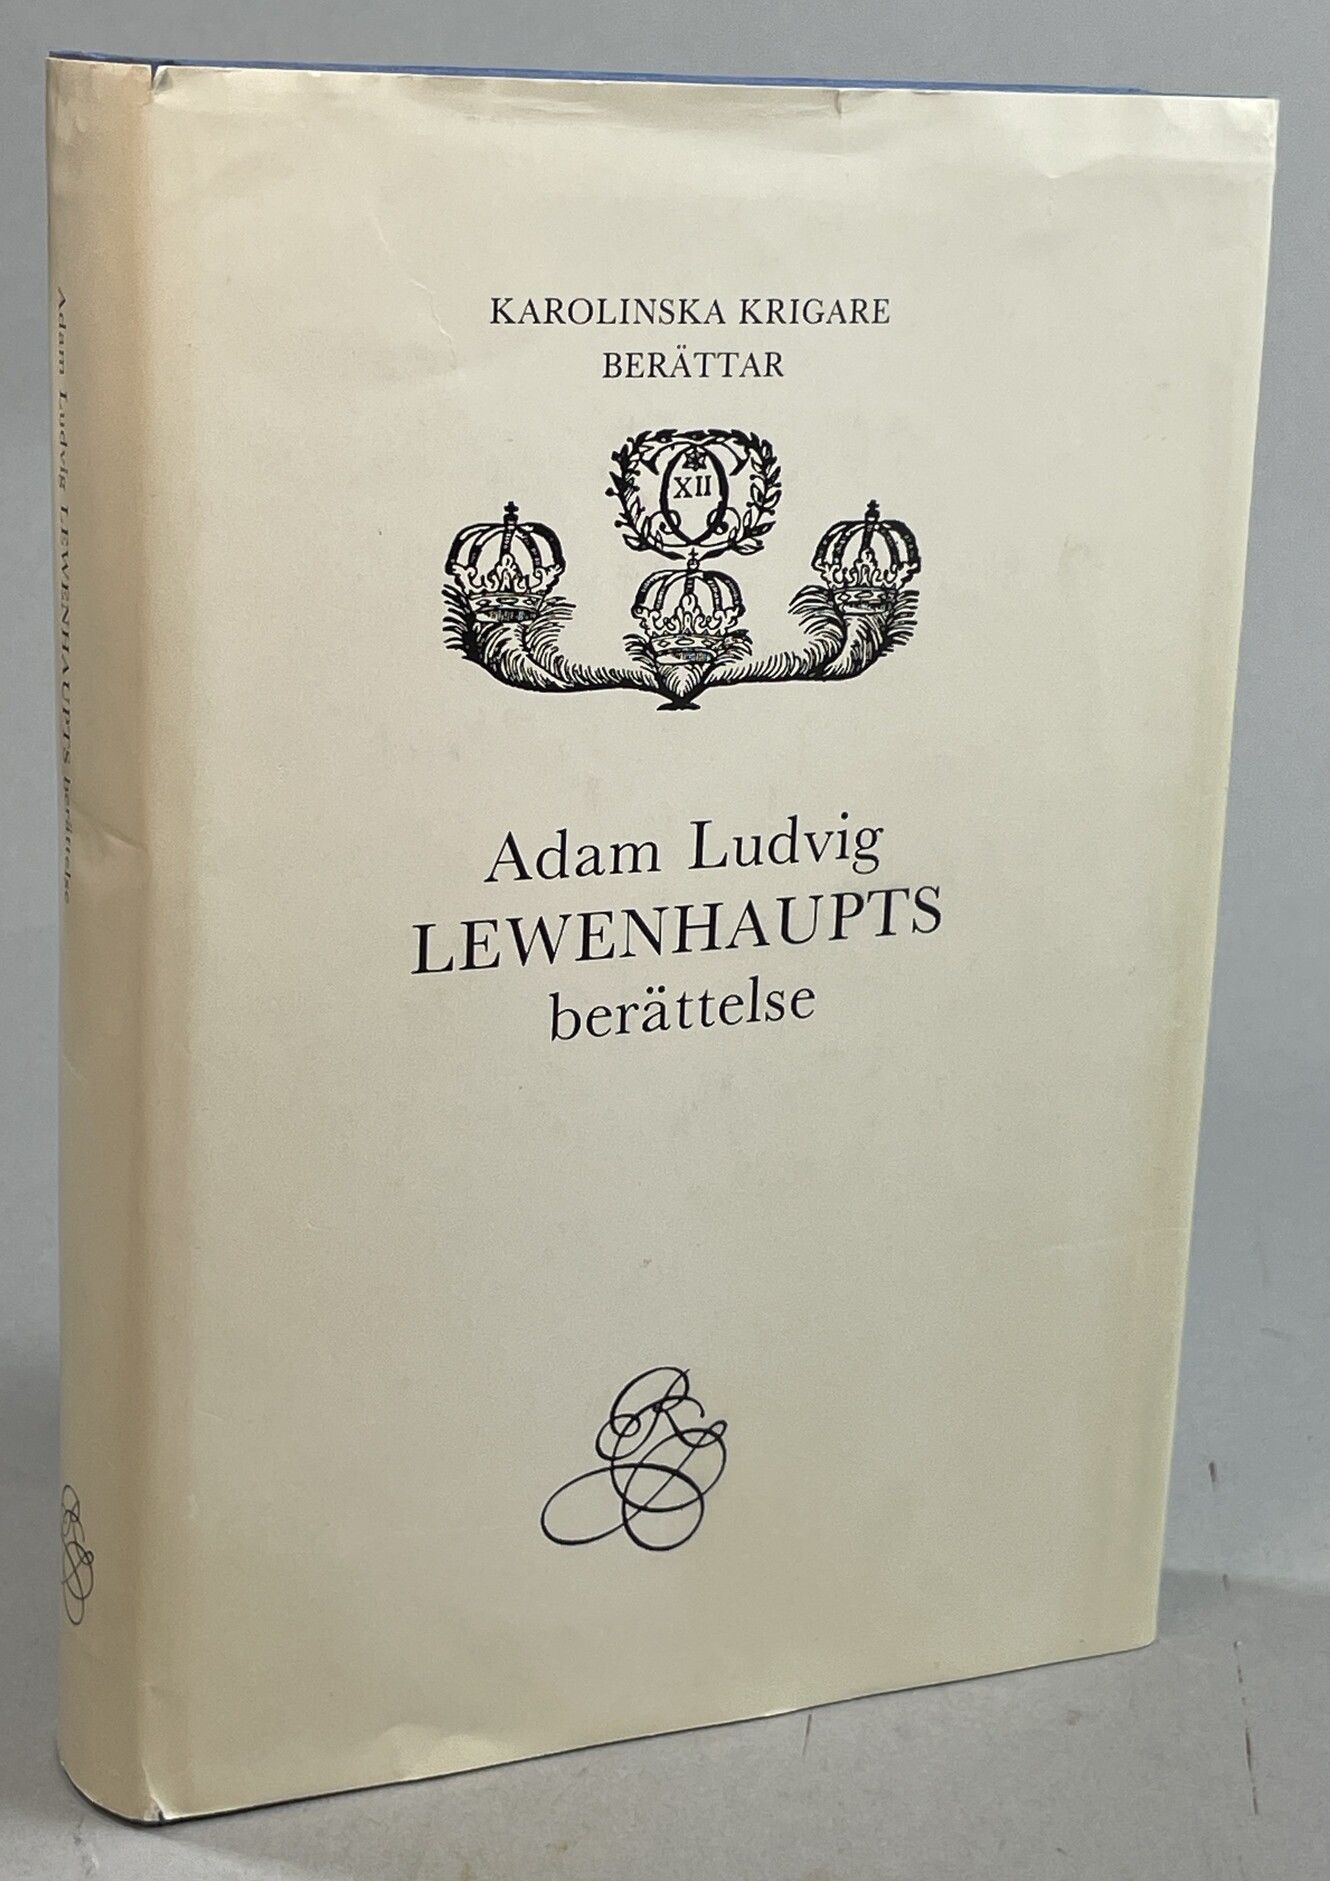 KAROLINSKA KRIGARE
BERÄTTAR
XII
Adam Ludvig
LEWENHAUPTS
berättelse
Adam Ludvig LEWENHAUPTS berättelse